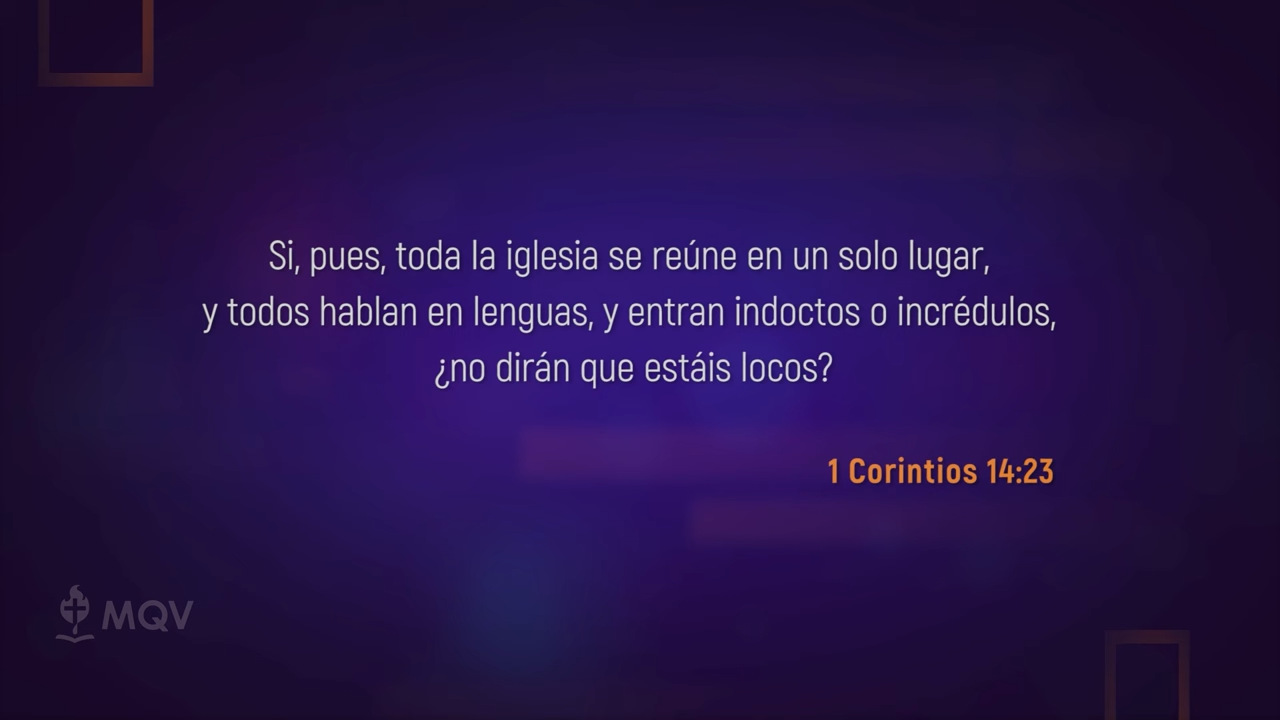 Si, pues, toda la iglesia se reúne en un solo lugar,
y todos hablan en lenguas, y entran indoctos o incrédulos,
¿no dirán que estáis locos?
1 Corintios 14:23
MQV